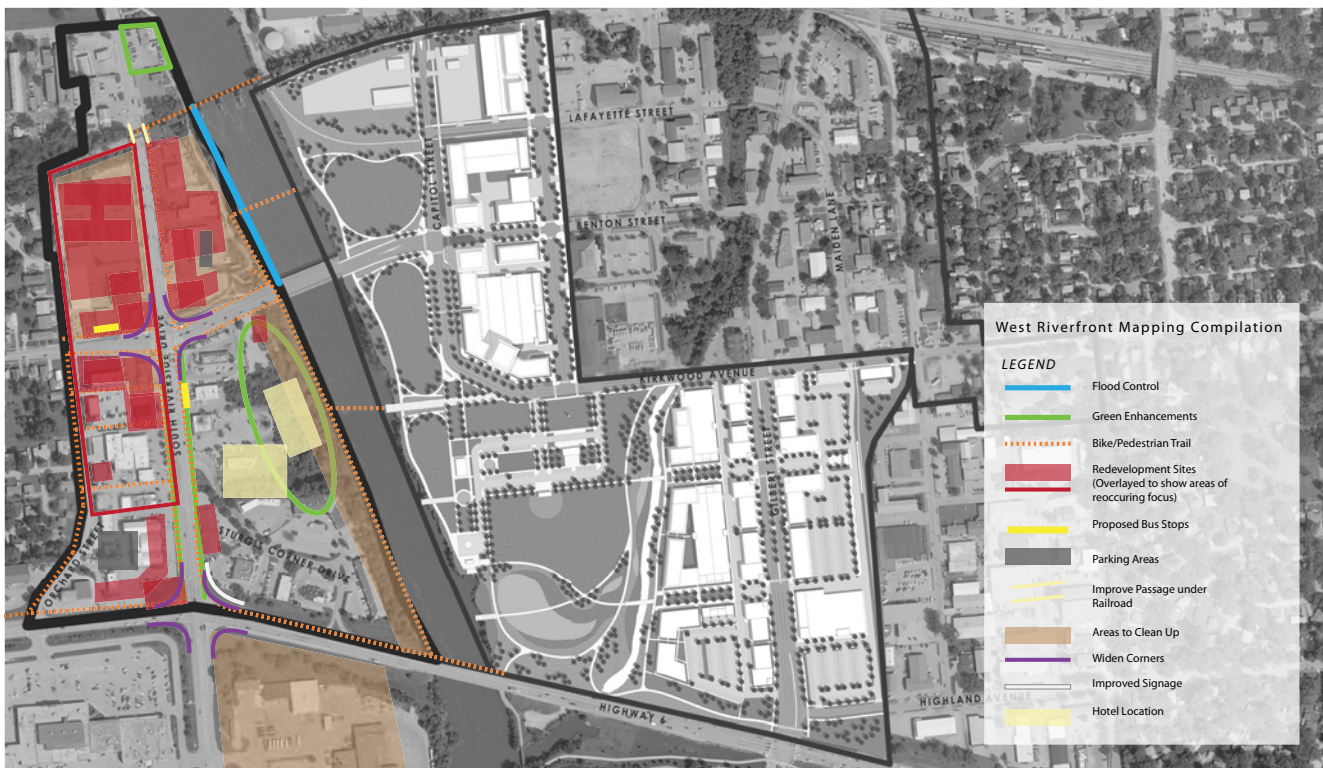 LAFAYETTE STREET
CAPITOL STREET
BENTON STREET
MAIDEN LANE
SOUTH RIVERSIDE DRIVE
KIRKWOOD AVENUE
GILBERT STREET
STURGIS CORNER DRIVE
ORCHARD STREET
HIGHWAY 6
HIGHLAND AVENUE
West Riverfront Mapping Compilation
LEGEND
Flood Control
Green Enhancements
Bike/Pedestrian Trail
Redevelopment Sites
(Overlayed to show areas of
reoccuring focus)
Proposed Bus Stops
Parking Areas
Improve Passage under
Railroad
Areas to Clean Up
Widen Corners
Improved Signage
Hotel Location